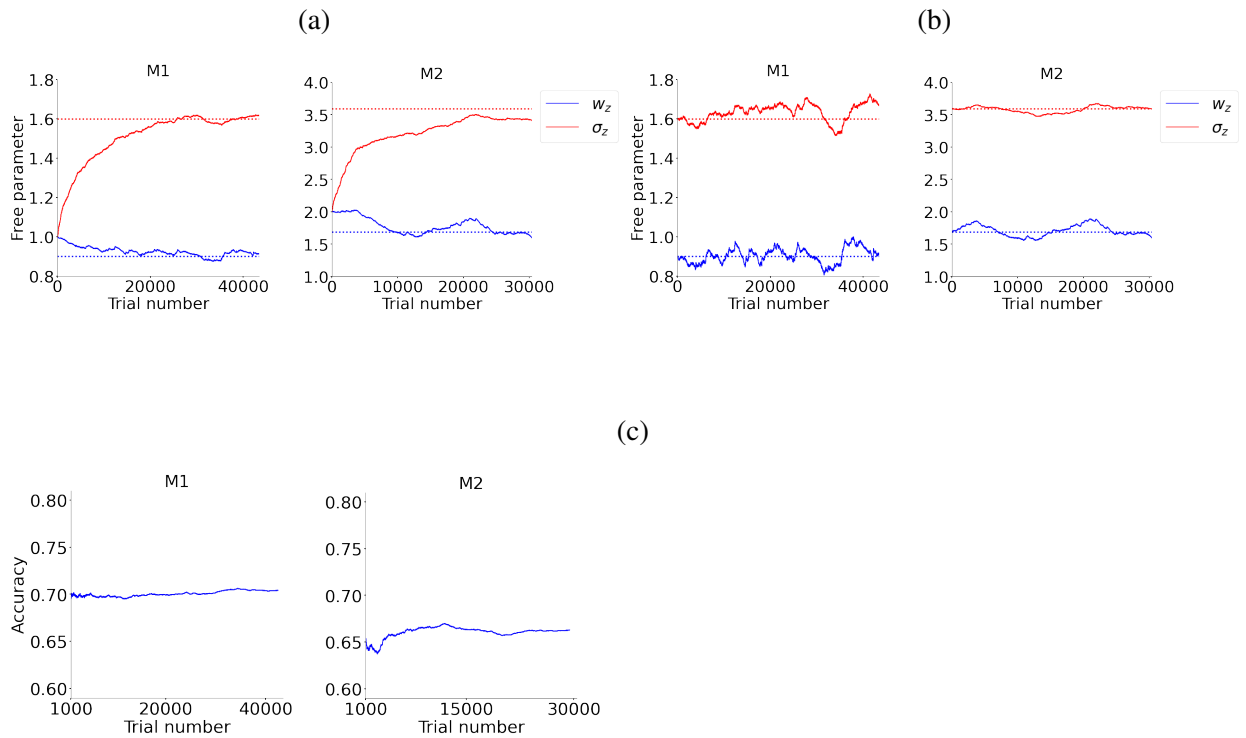 (a)
(b)
M1
M2
M1
M2
Free parameter
1.8
1.6
1.4
1.2
1.0
0.8
0 20000 40000
Trial number
4.0
3.5
3.0
2.5
2.0
1.5
1.0
0 10000 20000 30000
Trial number
w_z
σ_z
Free parameter
1.8
1.6
1.4
1.2
1.0
0.8
0 20000 40000
Trial number
4.0
3.5
3.0
2.5
2.0
1.5
1.0
0 10000 20000 30000
Trial number
w_z
σ_z
(c)
M1
M2
Accuracy
0.80
0.75
0.70
0.65
0.60
1000 20000 40000
Trial number
0.80
0.75
0.70
0.65
0.60
1000 15000 30000
Trial number